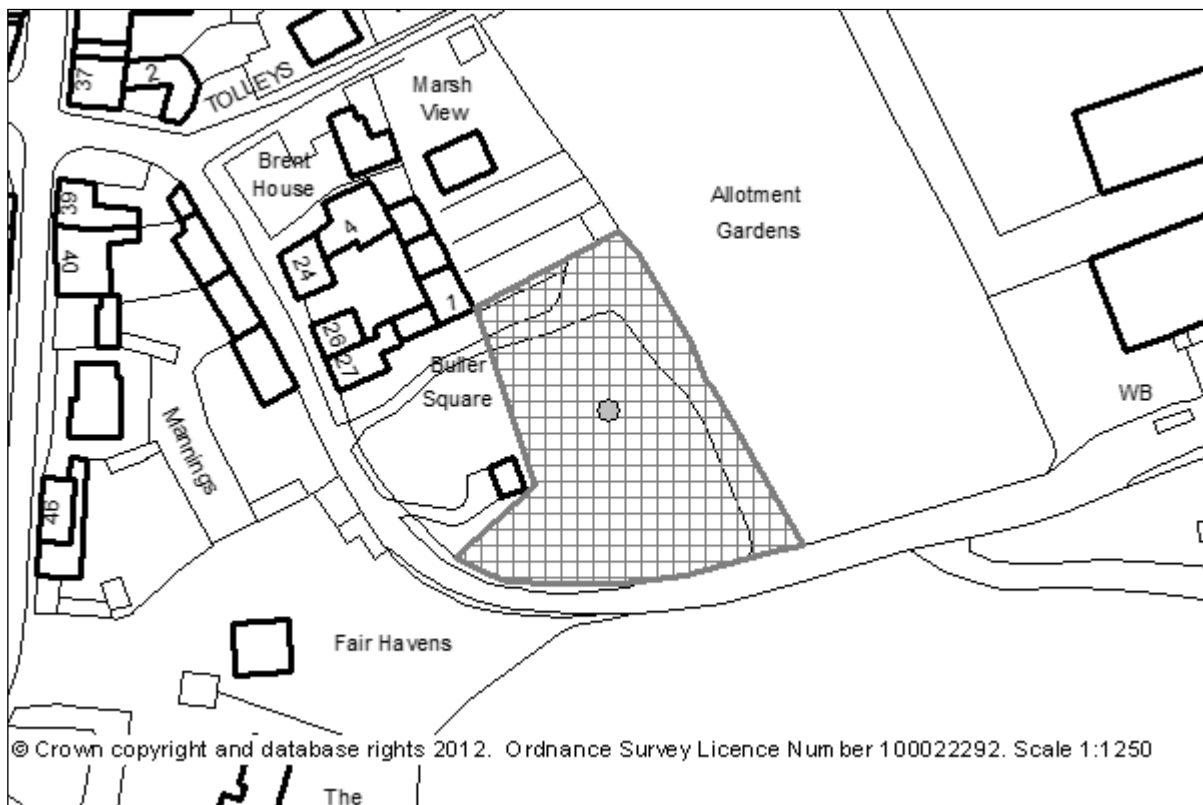 37
2
TOLLEYS
Marsh
View
Brent
House
39
40
4
24
Allotment
Gardens
1
26
27
Buller
Square
WB
Mannings
46
Fair Havens
© Crown copyright and database rights 2012. Ordnance Survey Licence Number 100022292. Scale 1:1250
The